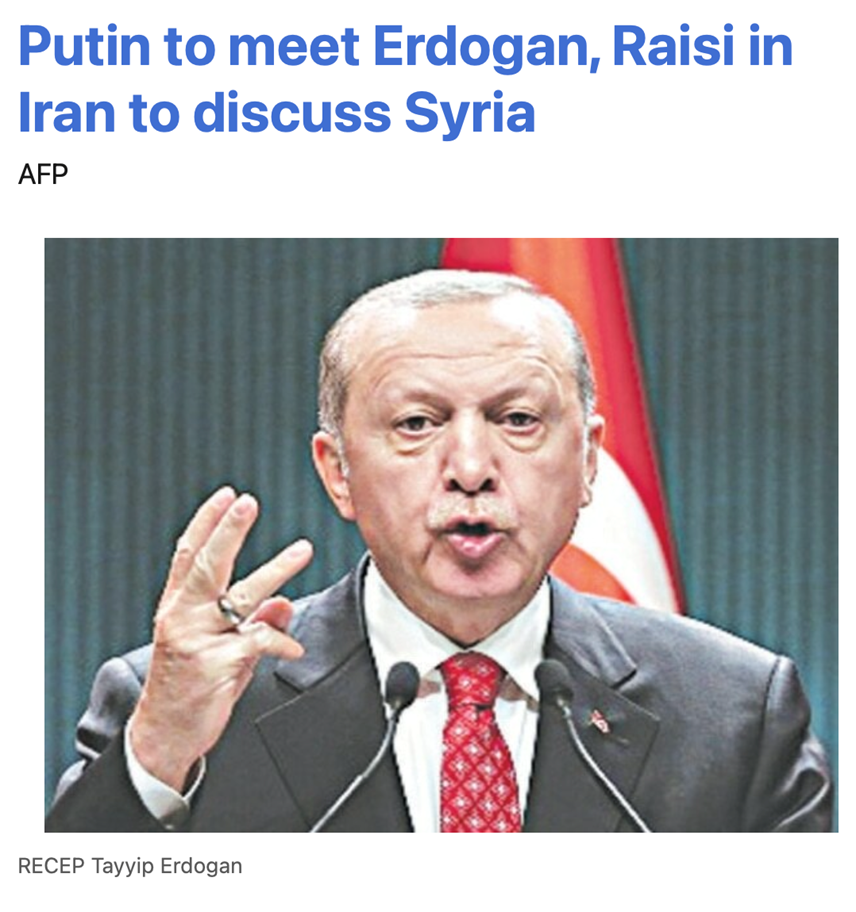 Putin to meet Erdogan, Raisi in
Iran to discuss Syria
AFP
RECEP Tayyip Erdogan